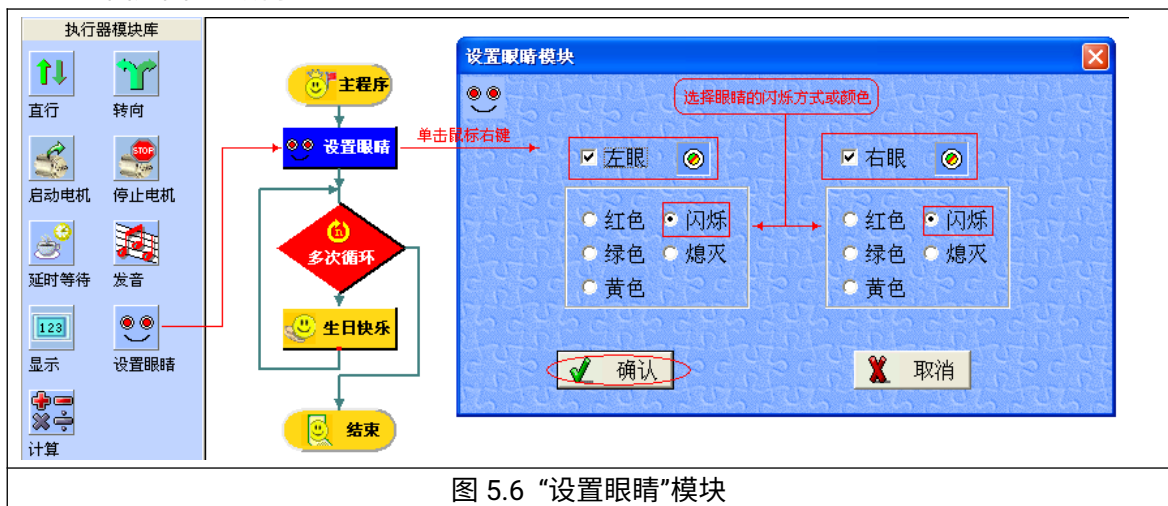 执行器模块库
直行
转向
启动电机
STOP
停止电机
延时等待
发音
123
显示
设置眼睛
计算
主程序
设置眼睛
单击鼠标右键
n
多次循环
生日快乐
结束
设置眼睛模块
选择眼睛的闪烁方式或颜色
左眼
右眼
红色 闪烁
绿色 熄灭
黄色
红色 闪烁
绿色 熄灭
黄色
确认
取消
图 5.6 “设置眼睛”模块